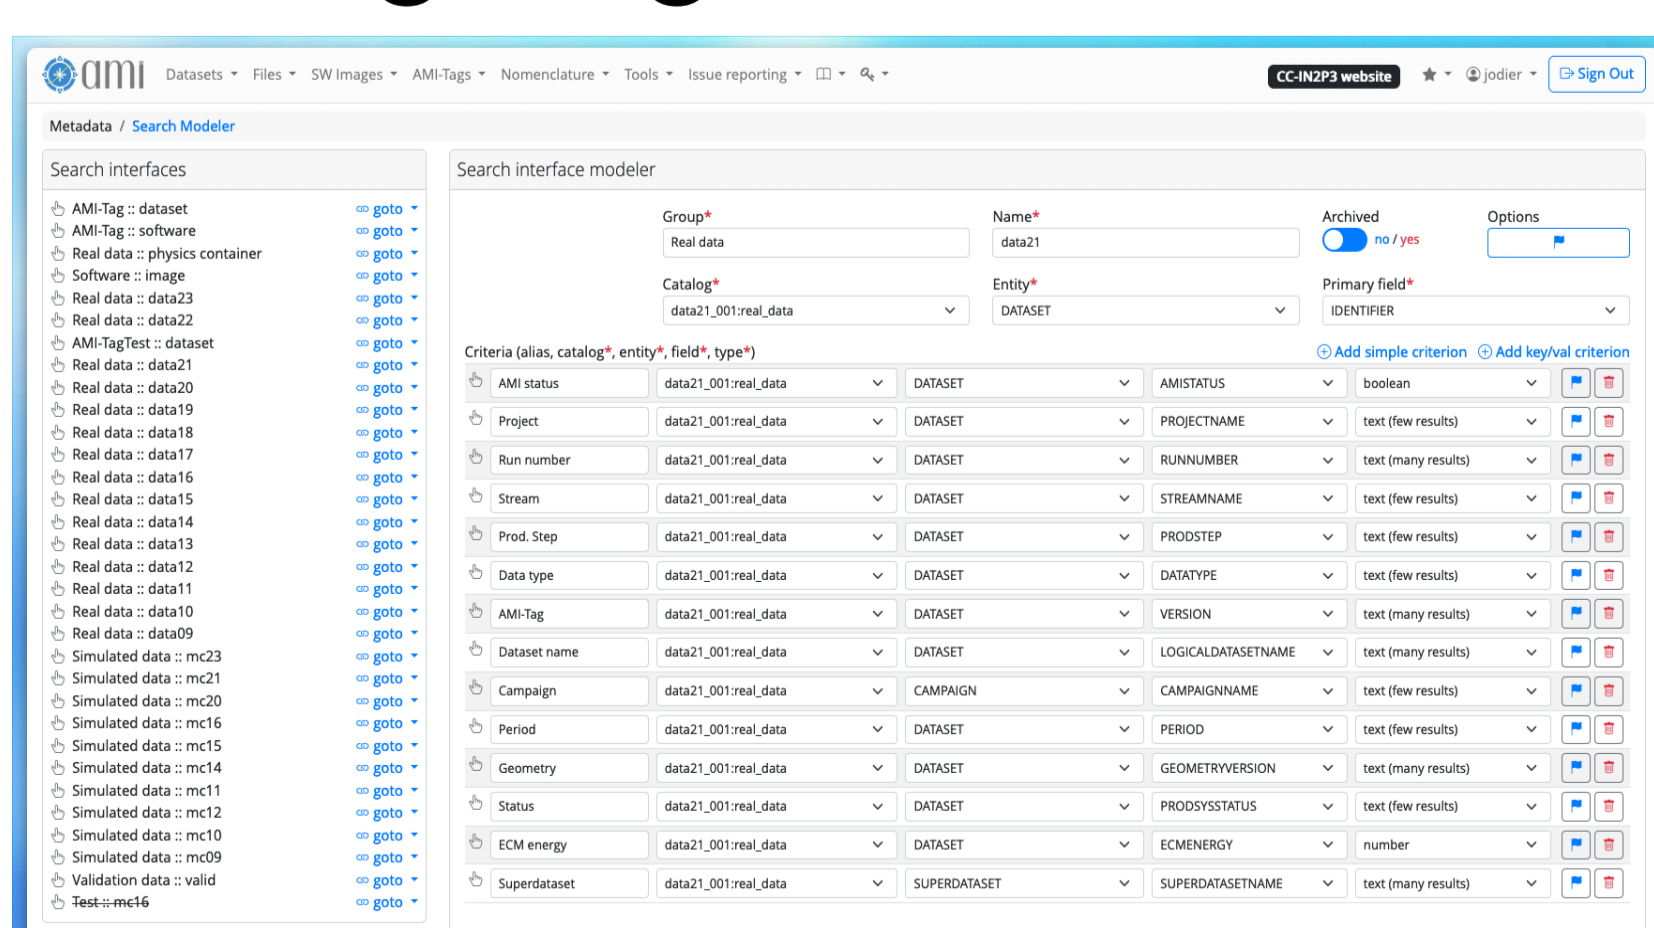 ami Datasets Files SW Images AMI-Tags Nomenclature Tools Issue reporting CC-IN2P3 website jodier Sign Out
Metadata / Search Modeler
Search interfaces
AMI-Tag :: dataset goto
AMI-Tag :: software goto
Real data :: physics container goto
Software :: image goto
Real data :: data23 goto
Real data :: data22 goto
AMI-TagTest :: dataset goto
Real data :: data21 goto
Real data :: data20 goto
Real data :: data19 goto
Real data :: data18 goto
Real data :: data17 goto
Real data :: data16 goto
Real data :: data15 goto
Real data :: data14 goto
Real data :: data13 goto
Real data :: data12 goto
Real data :: data11 goto
Real data :: data10 goto
Real data :: data09 goto
Simulated data :: mc23 goto
Simulated data :: mc21 goto
Simulated data :: mc20 goto
Simulated data :: mc16 goto
Simulated data :: mc15 goto
Simulated data :: mc14 goto
Simulated data :: mc11 goto
Simulated data :: mc12 goto
Simulated data :: mc10 goto
Simulated data :: mc09 goto
Validation data :: valid goto
Test :: mc16 goto
Search interface modeler
Group* Name* Archived Options
Real data data21 no / yes
Catalog* Entity* Primary field*
data21_001:real_data DATASET IDENTIFIER
Criteria (alias, catalog*, entity*, field*, type*) Add simple criterion Add key/val criterion
AMI status data21_001:real_data DATASET AMISTATUS boolean
Project data21_001:real_data DATASET PROJECTNAME text (few results)
Run number data21_001:real_data DATASET RUNNUMBER text (many results)
Stream data21_001:real_data DATASET STREAMNAME text (few results)
Prod. Step data21_001:real_data DATASET PRODSTEP text (few results)
Data type data21_001:real_data DATASET DATATYPE text (few results)
AMI-Tag data21_001:real_data DATASET VERSION text (many results)
Dataset name data21_001:real_data DATASET LOGICALDATASETNAME text (many results)
Campaign data21_001:real_data CAMPAIGN CAMPAIGNNAME text (few results)
Period data21_001:real_data DATASET PERIOD text (few results)
Geometry data21_001:real_data DATASET GEOMETRYVERSION text (many results)
Status data21_001:real_data DATASET PRODSYSSTATUS text (few results)
ECM energy data21_001:real_data DATASET ECMENERGY number
Superdataset data21_001:real_data SUPERDATASET SUPERDATASETNAME text (many results)